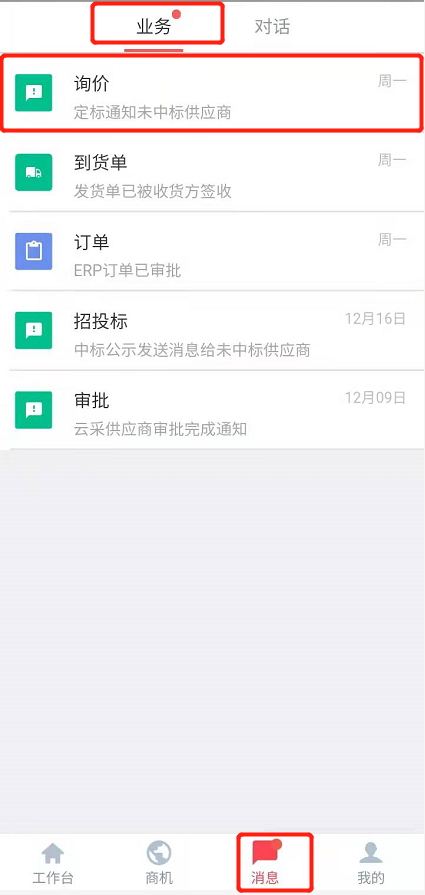 业务 对话
询价 周一
定标通知未中标供应商
到货单 周一
发货单已被收货方签收
订单 周一
ERP订单已审批
招投标 12月16日
中标公示发送消息给未中标供应商
审批 12月09日
云采供应商审批完成通知
工作台 商机 消息 我的